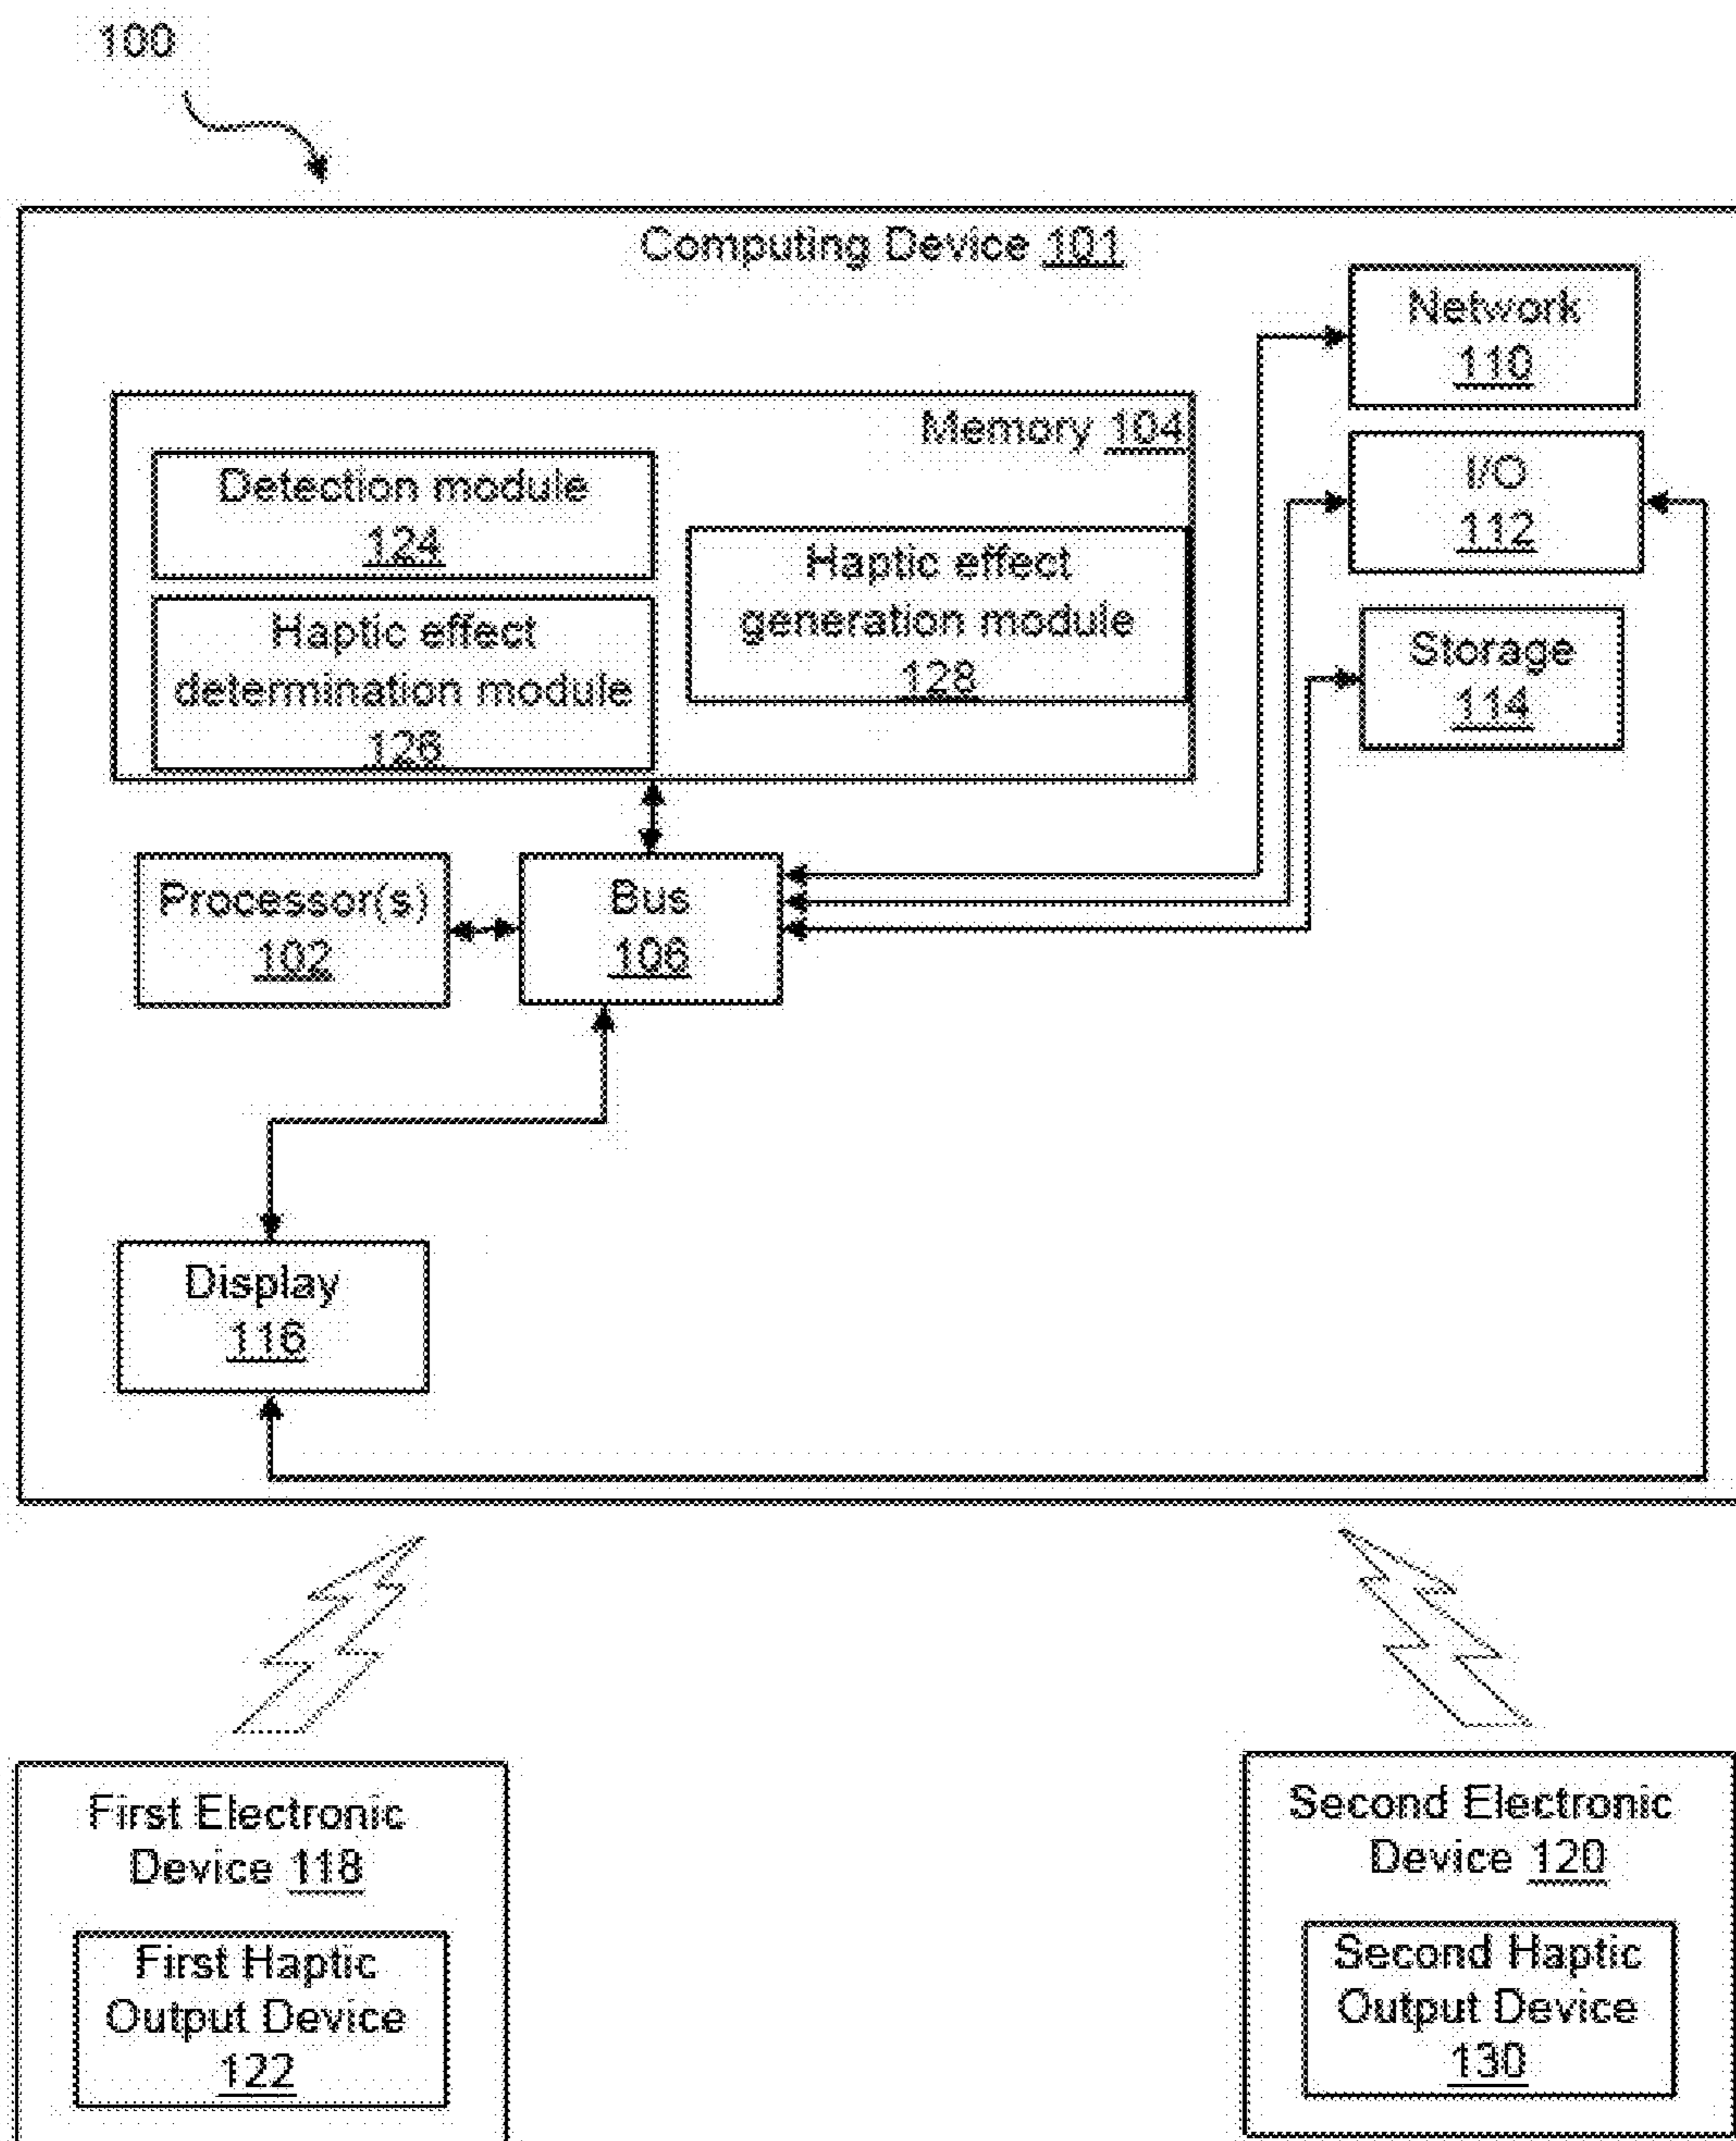 100
Computing Device 101
Network
110
Memory 104
I/O
112
Detection module
124
Haptic effect
generation module
128
Haptic effect
determination module
126
Storage
114
Processor(s)
102
Bus
106
Display
116
First Electronic
Device 118
First Haptic
Output Device
122
Second Electronic
Device 120
Second Haptic
Output Device
130